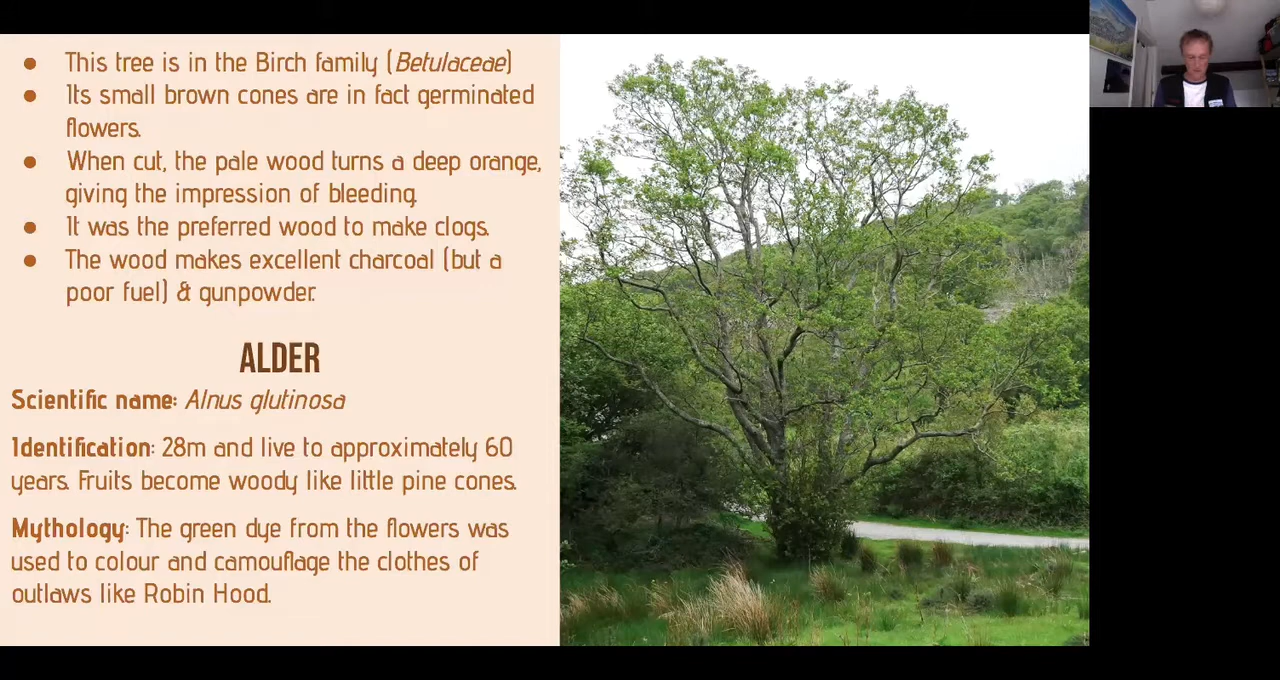 ● This tree is in the Birch family (Betulaceae)
● Its small brown cones are in fact germinated
flowers.
● When cut, the pale wood turns a deep orange,
giving the impression of bleeding.
● It was the preferred wood to make clogs.
● The wood makes excellent charcoal (but a
poor fuel) & gunpowder.
ALDER
Scientific name: Alnus glutinosa
Identification: 28m and live to approximately 60
years. Fruits become woody like little pine cones.
Mythology: The green dye from the flowers was
used to colour and camouflage the clothes of
outlaws like Robin Hood.